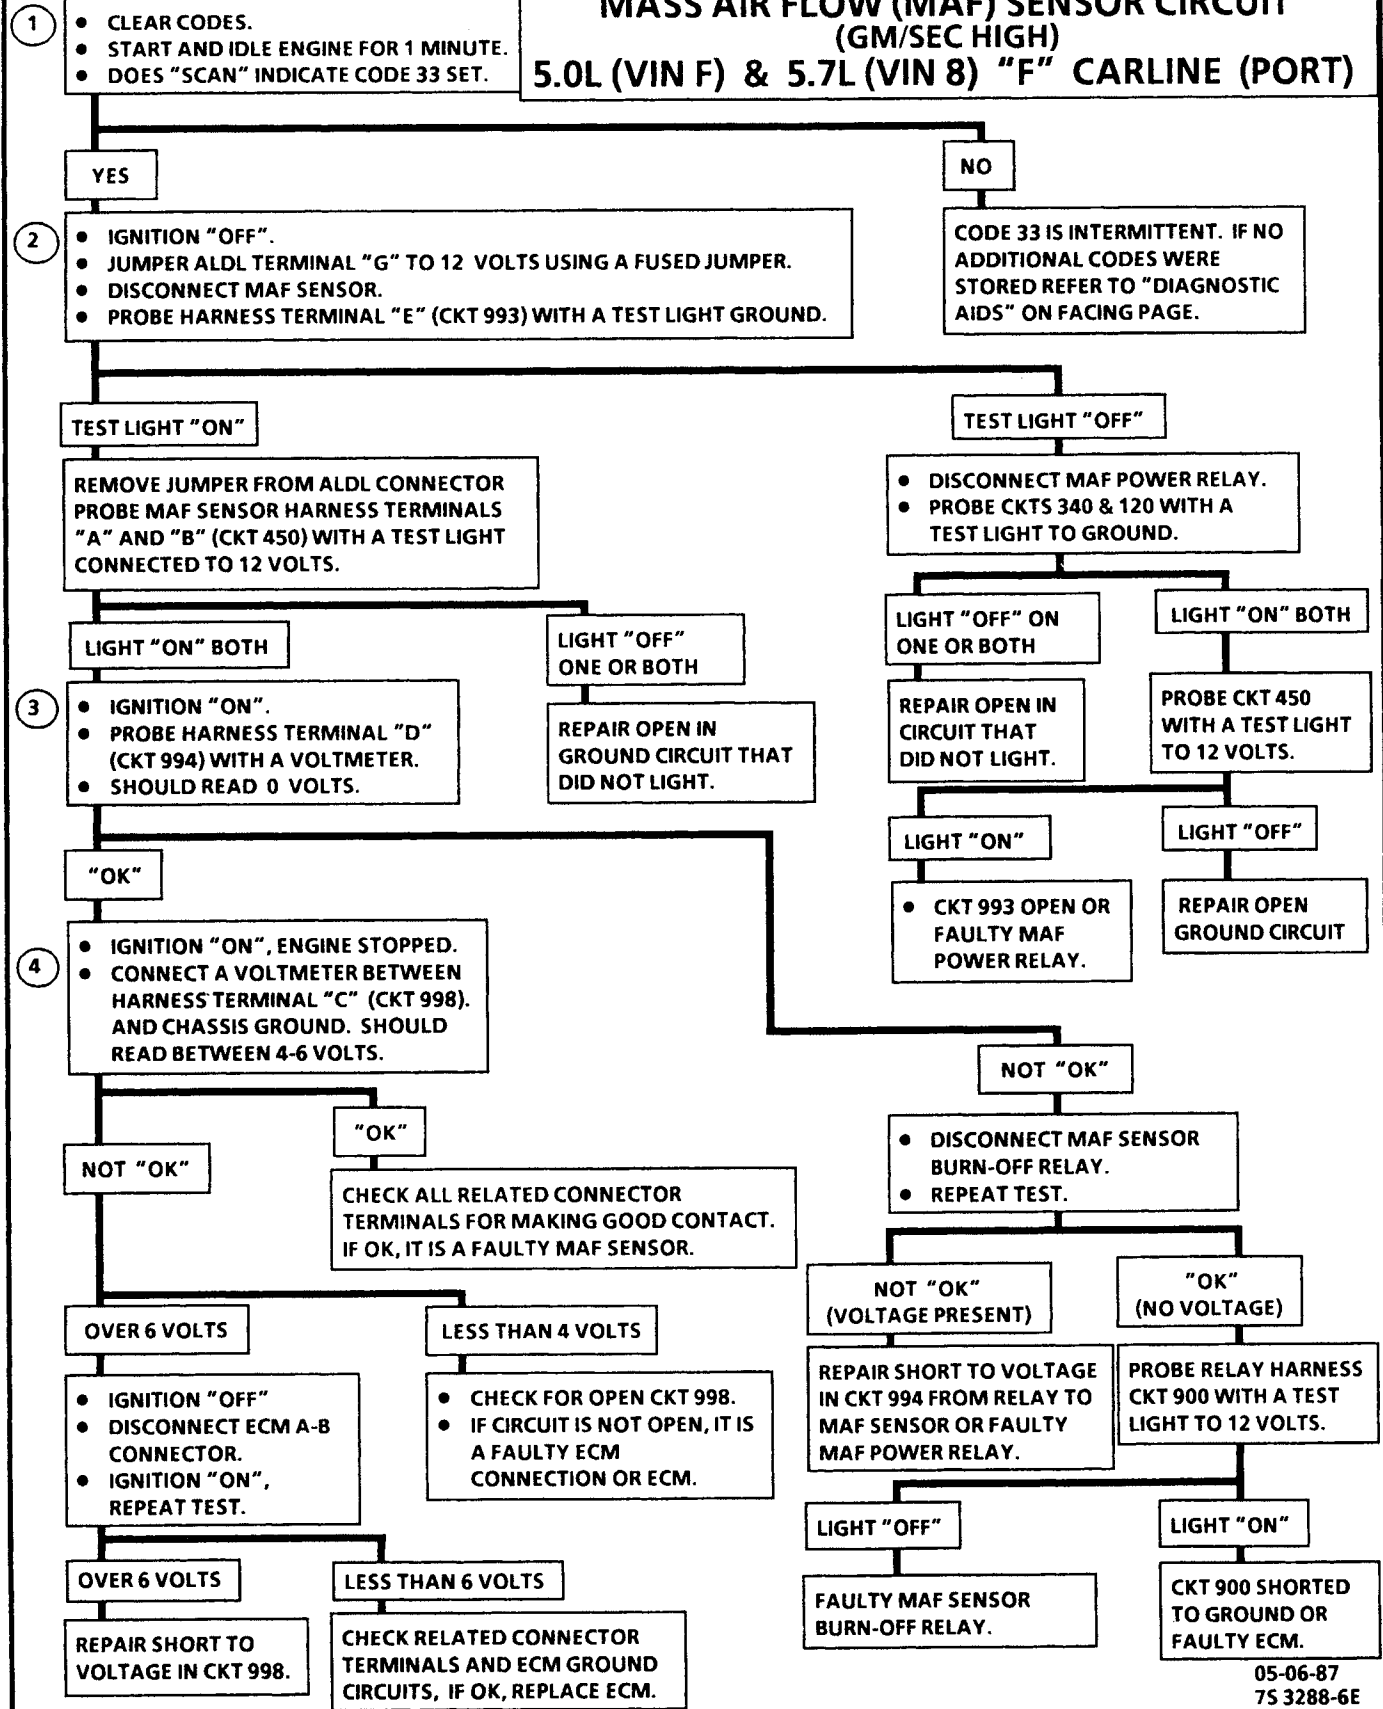 MASS AIR FLOW (MAF) SENSOR CIRCUIT
(GM/SEC HIGH)
5.0L (VIN F) & 5.7L (VIN 8) "F" CARLINE (PORT)
1
• CLEAR CODES.
• START AND IDLE ENGINE FOR 1 MINUTE.
• DOES "SCAN" INDICATE CODE 33 SET.
YES
NO
2
• IGNITION "OFF".
• JUMPER ALDL TERMINAL "G" TO 12 VOLTS USING A FUSED JUMPER.
• DISCONNECT MAF SENSOR.
• PROBE HARNESS TERMINAL "E" (CKT 993) WITH A TEST LIGHT GROUND.
CODE 33 IS INTERMITTENT. IF NO
ADDITIONAL CODES WERE
STORED REFER TO "DIAGNOSTIC
AIDS" ON FACING PAGE.
TEST LIGHT "ON"
TEST LIGHT "OFF"
REMOVE JUMPER FROM ALDL CONNECTOR
PROBE MAF SENSOR HARNESS TERMINALS
"A" AND "B" (CKT 450) WITH A TEST LIGHT
CONNECTED TO 12 VOLTS.
• DISCONNECT MAF POWER RELAY.
• PROBE CKTS 340 & 120 WITH A
TEST LIGHT TO GROUND.
LIGHT "ON" BOTH
LIGHT "OFF"
ONE OR BOTH
LIGHT "OFF" ON
ONE OR BOTH
LIGHT "ON" BOTH
3
• IGNITION "ON".
• PROBE HARNESS TERMINAL "D"
(CKT 994) WITH A VOLTMETER.
• SHOULD READ 0 VOLTS.
REPAIR OPEN IN
GROUND CIRCUIT THAT
DID NOT LIGHT.
REPAIR OPEN IN
CIRCUIT THAT
DID NOT LIGHT.
PROBE CKT 450
WITH A TEST LIGHT
TO 12 VOLTS.
"OK"
LIGHT "ON"
LIGHT "OFF"
• CKT 993 OPEN OR
FAULTY MAF
POWER RELAY.
REPAIR OPEN
GROUND CIRCUIT
4
• IGNITION "ON", ENGINE STOPPED.
• CONNECT A VOLTMETER BETWEEN
HARNESS TERMINAL "C" (CKT 998).
AND CHASSIS GROUND. SHOULD
READ BETWEEN 4-6 VOLTS.
NOT "OK"
"OK"
NOT "OK"
• DISCONNECT MAF SENSOR
BURN-OFF RELAY.
• REPEAT TEST.
CHECK ALL RELATED CONNECTOR
TERMINALS FOR MAKING GOOD CONTACT.
IF OK, IT IS A FAULTY MAF SENSOR.
NOT "OK"
(VOLTAGE PRESENT)
"OK"
(NO VOLTAGE)
OVER 6 VOLTS
LESS THAN 4 VOLTS
REPAIR SHORT TO VOLTAGE
IN CKT 994 FROM RELAY TO
MAF SENSOR OR FAULTY
MAF POWER RELAY.
PROBE RELAY HARNESS
CKT 900 WITH A TEST
LIGHT TO 12 VOLTS.
• IGNITION "OFF"
• DISCONNECT ECM A-B
CONNECTOR.
• IGNITION "ON",
REPEAT TEST.
• CHECK FOR OPEN CKT 998.
• IF CIRCUIT IS NOT OPEN, IT IS
A FAULTY ECM
CONNECTION OR ECM.
LIGHT "OFF"
LIGHT "ON"
OVER 6 VOLTS
LESS THAN 6 VOLTS
FAULTY MAF SENSOR
BURN-OFF RELAY.
CKT 900 SHORTED
TO GROUND OR
FAULTY ECM.
REPAIR SHORT TO
VOLTAGE IN CKT 998.
CHECK RELATED CONNECTOR
TERMINALS AND ECM GROUND
CIRCUITS, IF OK, REPLACE ECM.
05-06-87
7S 3288-6E